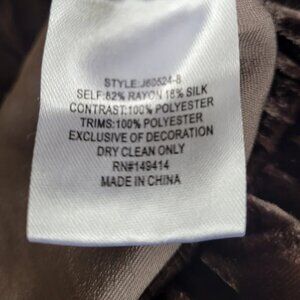 STYLE:J60524-8
SELF:82% RAYON 18% SILK
CONTRAST:100% POLYESTER
TRIMS:100% POLYESTER
EXCLUSIVE OF DECORATION
DRY CLEAN ONLY
RN#149414
MADE IN CHINA